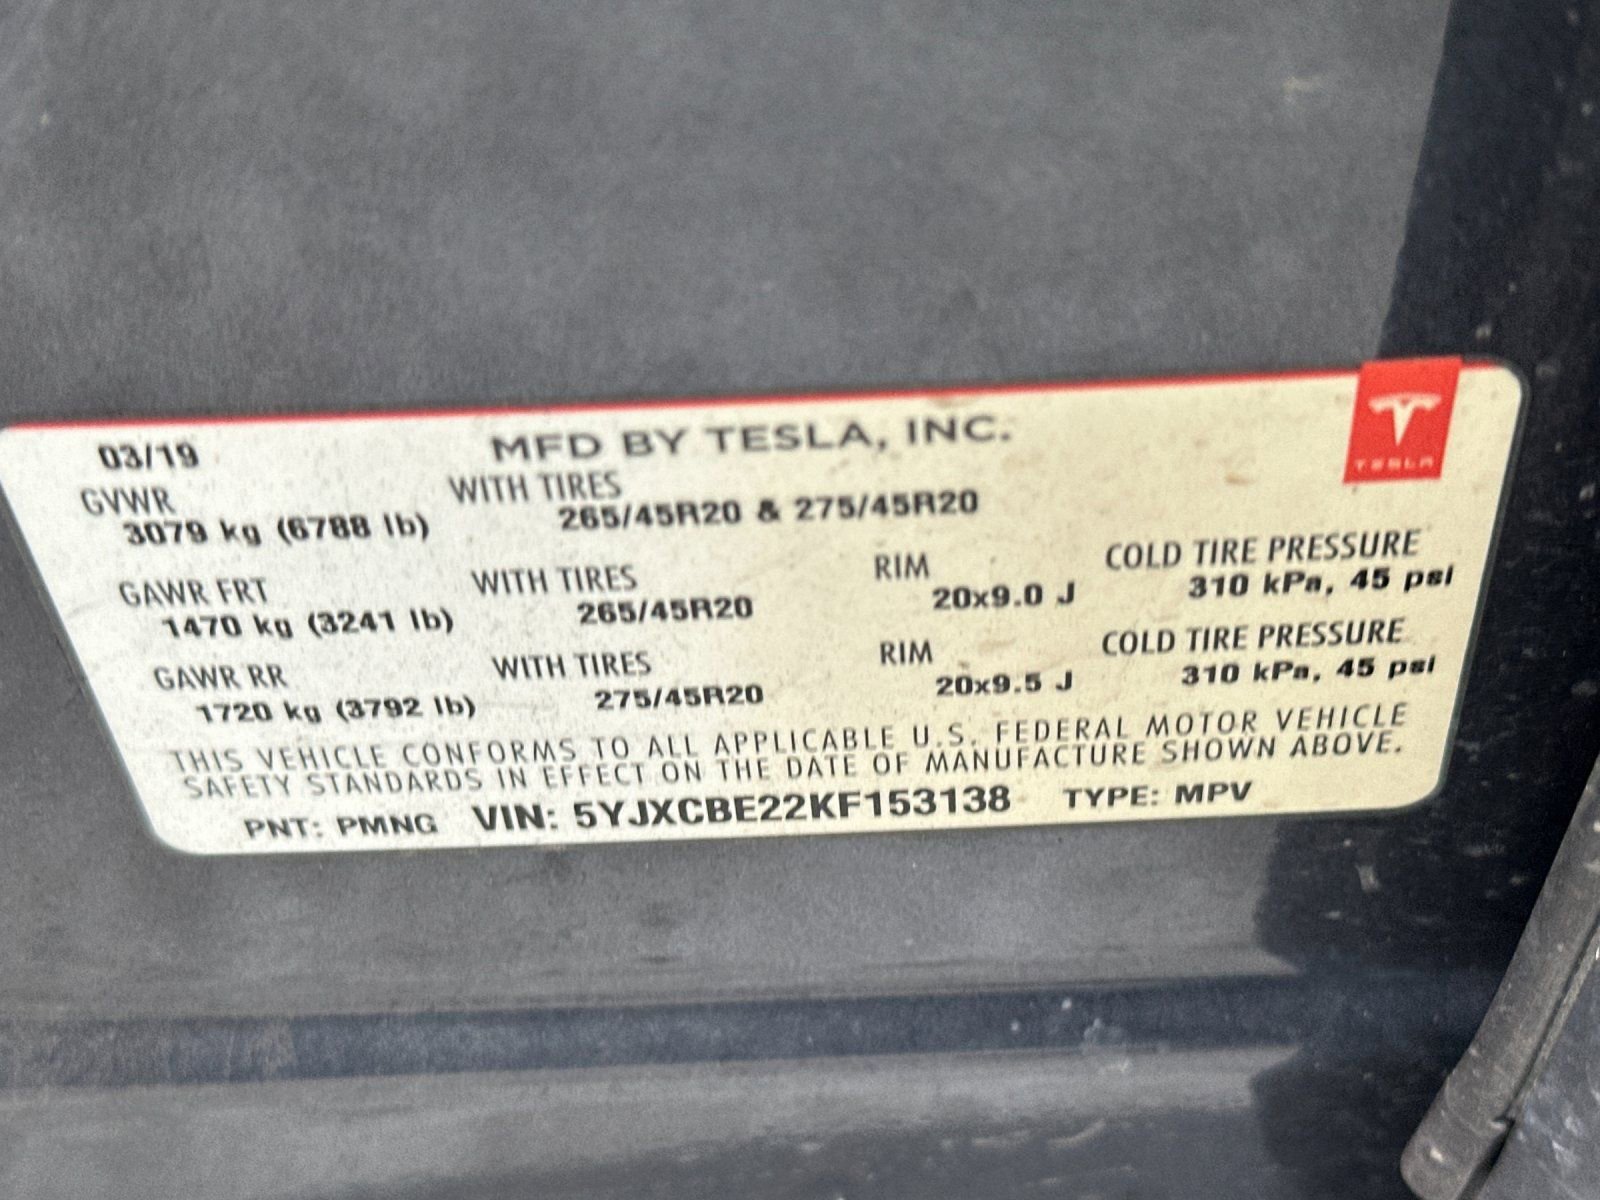 03/19 MFD BY TESLA, INC.
TESLA
GVWR WITH TIRES
3079 kg (6788 lb) 265/45R20 & 275/45R20
GAWR FRT WITH TIRES RIM COLD TIRE PRESSURE
1470 kg (3241 lb) 265/45R20 20x9.0 J 310 kPa, 45 psi
GAWR RR WITH TIRES RIM COLD TIRE PRESSURE
1720 kg (3792 lb) 275/45R20 20x9.5 J 310 kPa, 45 psi
THIS VEHICLE CONFORMS TO ALL APPLICABLE U.S. FEDERAL MOTOR VEHICLE
SAFETY STANDARDS IN EFFECT ON THE DATE OF MANUFACTURE SHOWN ABOVE.
PNT: PMNG VIN: 5YJXCBE22KF153138 TYPE: MPV